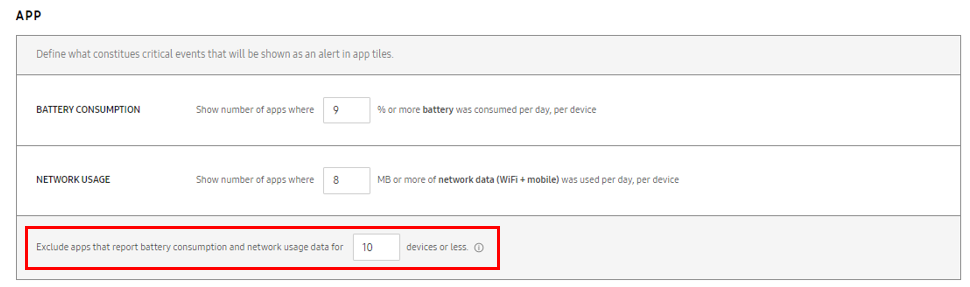 APP
Define what constitues critical events that will be shown as an alert in app tiles.
BATTERY CONSUMPTION Show number of apps where 9 % or more battery was consumed per day, per device
NETWORK USAGE Show number of apps where 8 MB or more of network data (WiFi + mobile) was used per day, per device
Exclude apps that report battery consumption and network usage data for 10 devices or less.